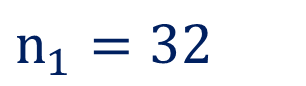 n₁ = 32